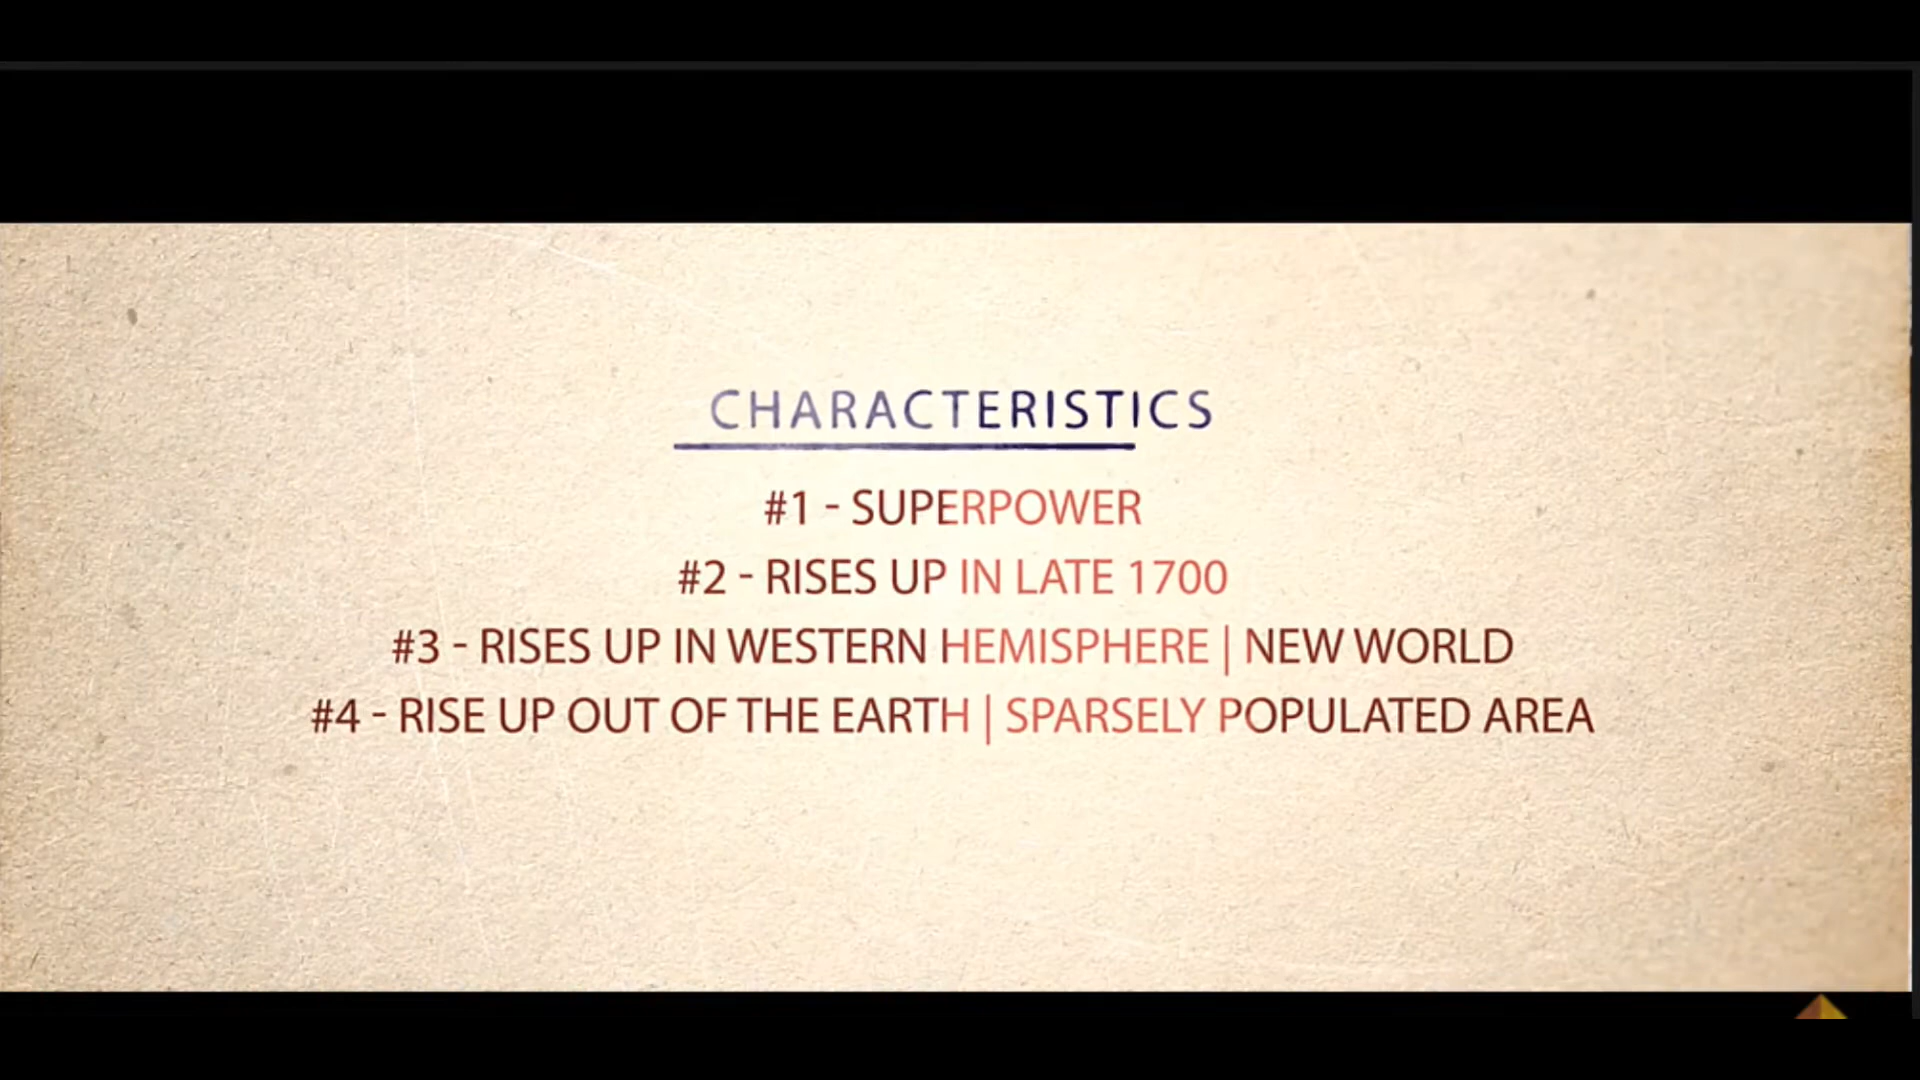 CHARACTERISTICS
#1 - SUPERPOWER
#2 - RISES UP IN LATE 1700
#3 - RISES UP IN WESTERN HEMISPHERE | NEW WORLD
#4 - RISE UP OUT OF THE EARTH | SPARSELY POPULATED AREA